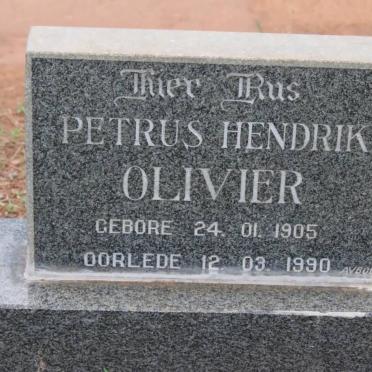 Hier Rus
PETRUS HENDRIK
OLIVIER
GEBORE 24. 01. 1905
OORLEDE 12 03. 1990